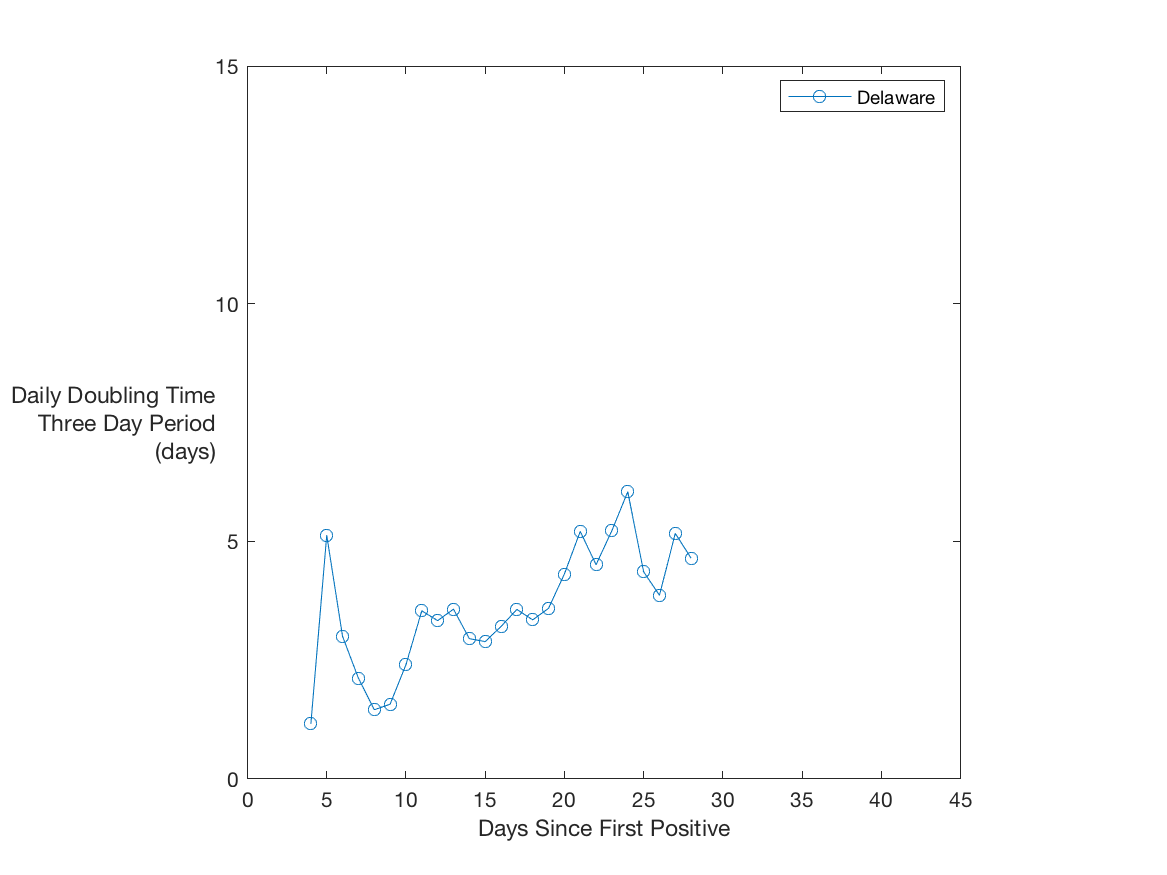 15
Delaware
10
Daily Doubling Time
Three Day Period
(days)
5
0
0 5 10 15 20 25 30 35 40 45
Days Since First Positive